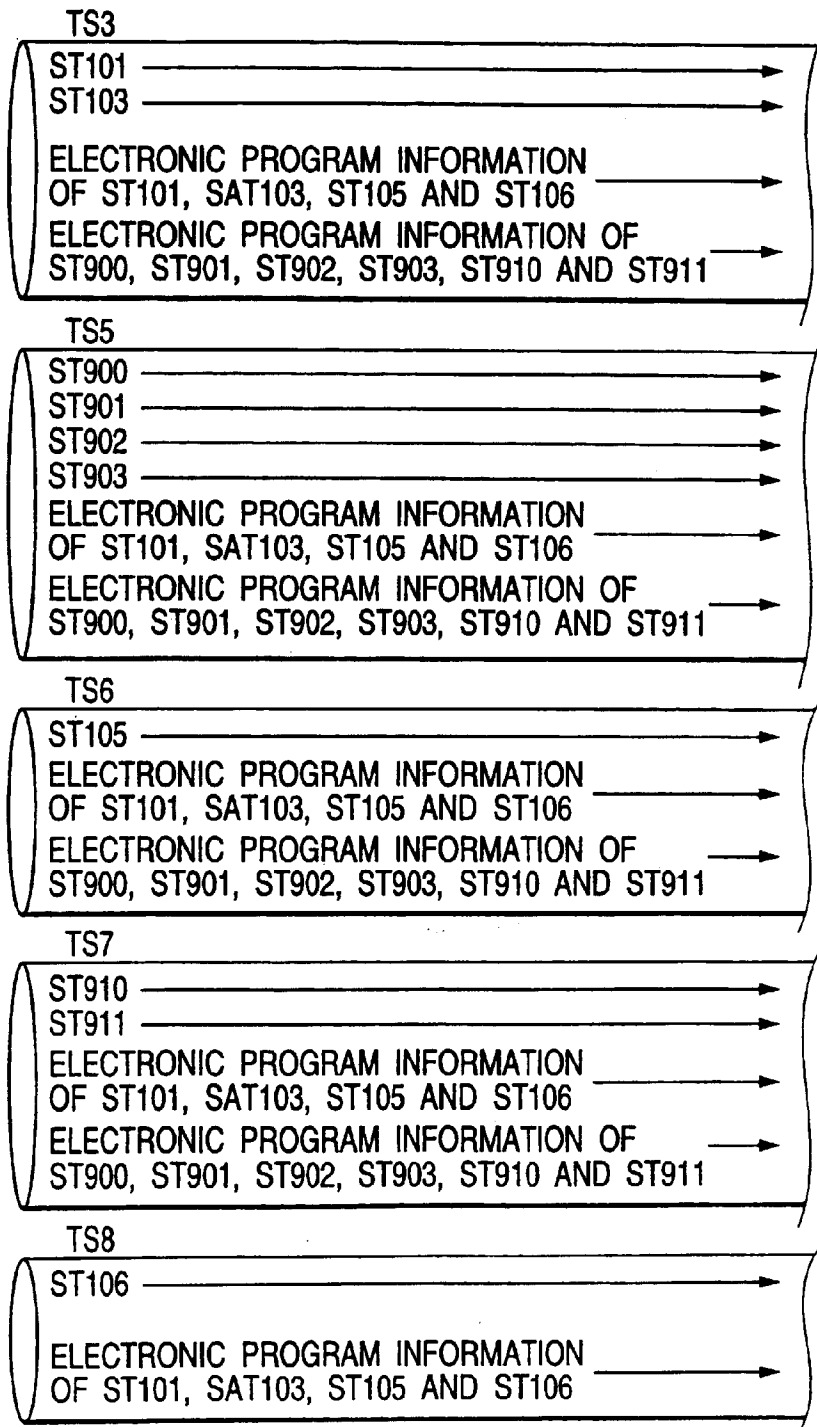 TS3
ST101
ST103
ELECTRONIC PROGRAM INFORMATION
OF ST101, SAT103, ST105 AND ST106
ELECTRONIC PROGRAM INFORMATION OF
ST900, ST901, ST902, ST903, ST910 AND ST911
TS5
ST900
ST901
ST902
ST903
ELECTRONIC PROGRAM INFORMATION
OF ST101, SAT103, ST105 AND ST106
ELECTRONIC PROGRAM INFORMATION OF
ST900, ST901, ST902, ST903, ST910 AND ST911
TS6
ST105
ELECTRONIC PROGRAM INFORMATION
OF ST101, SAT103, ST105 AND ST106
ELECTRONIC PROGRAM INFORMATION OF
ST900, ST901, ST902, ST903, ST910 AND ST911
TS7
ST910
ST911
ELECTRONIC PROGRAM INFORMATION
OF ST101, SAT103, ST105 AND ST106
ELECTRONIC PROGRAM INFORMATION OF
ST900, ST901, ST902, ST903, ST910 AND ST911
TS8
ST106
ELECTRONIC PROGRAM INFORMATION
OF ST101, SAT103, ST105 AND ST106